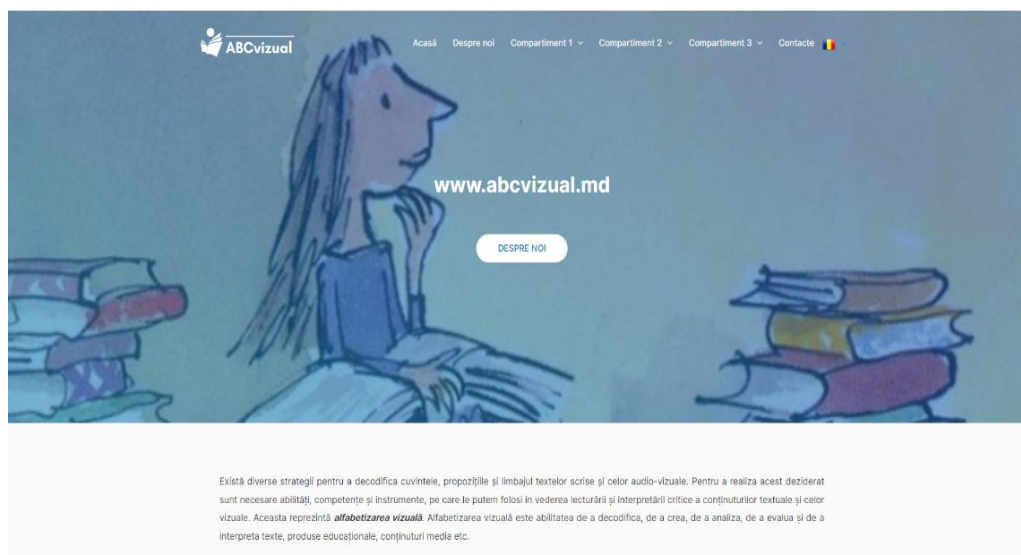 ABCvizual
Acasă Despre noi Compartiment 1 Compartiment 2 Compartiment 3 Contacte
www.abcvizual.md
DESPRE NOI
Există diverse strategii pentru a decodifica cuvintele, propozițiile și limbajul textelor scrise și celor audio-vizuale. Pentru a realiza acest deziderat
sunt necesare abilități, competențe și instrumente, pe care le putem folosi în vederea lecturării și interpretării critice a conținuturilor textuale și celor
vizuale. Aceasta reprezintă alfabetizarea vizuală. Alfabetizarea vizuală este abilitatea de a decodifica, de a crea, de a analiza, de a evalua și de a
interpreta texte, produse educaționale, conținuturi media etc.